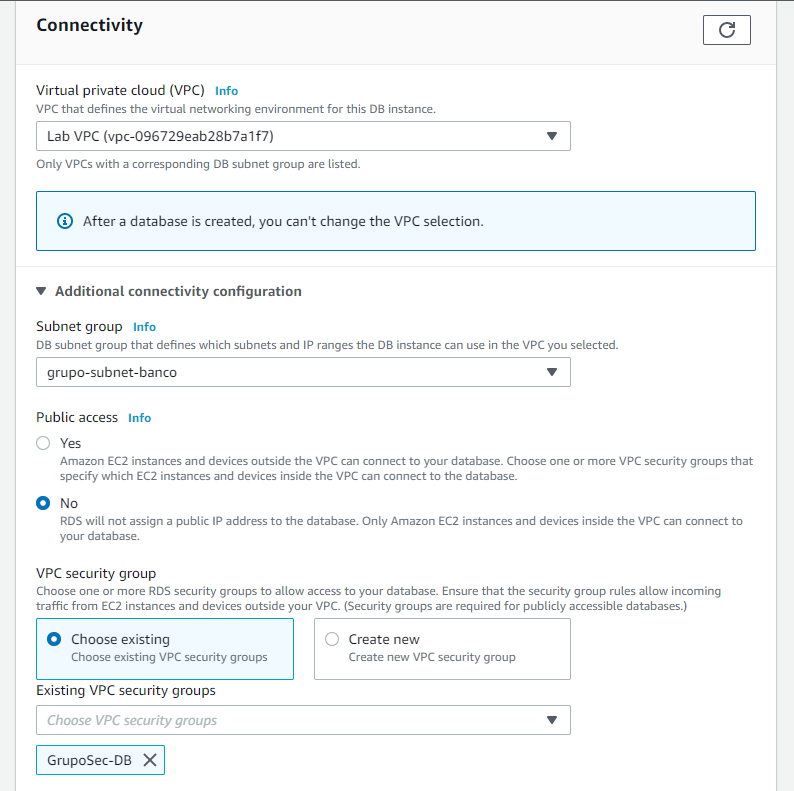 Connectivity
Virtual private cloud (VPC) Info
VPC that defines the virtual networking environment for this DB instance.
Lab VPC (vpc-096729eab28b7a1f7)
Only VPCs with a corresponding DB subnet group are listed.
After a database is created, you can't change the VPC selection.
Additional connectivity configuration
Subnet group Info
DB subnet group that defines which subnets and IP ranges the DB instance can use in the VPC you selected.
grupo-subnet-banco
Public access Info
Yes
Amazon EC2 instances and devices outside the VPC can connect to your database. Choose one or more VPC security groups that
specify which EC2 instances and devices inside the VPC can connect to the database.
No
RDS will not assign a public IP address to the database. Only Amazon EC2 instances and devices inside the VPC can connect to
your database.
VPC security group
Choose one or more RDS security groups to allow access to your database. Ensure that the security group rules allow incoming
traffic from EC2 instances and devices outside your VPC. (Security groups are required for publicly accessible databases.)
Choose existing
Choose existing VPC security groups
Create new
Create new VPC security group
Existing VPC security groups
Choose VPC security groups
GrupoSec-DB